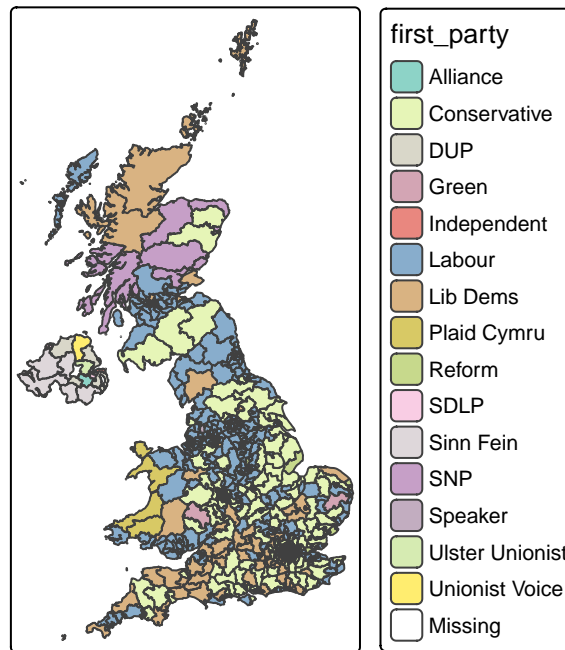 first_party
Alliance
Conservative
DUP
Green
Independent
Labour
Lib Dems
Plaid Cymru
Reform
SDLP
Sinn Fein
SNP
Speaker
Ulster Unionist
Unionist Voice
Missing